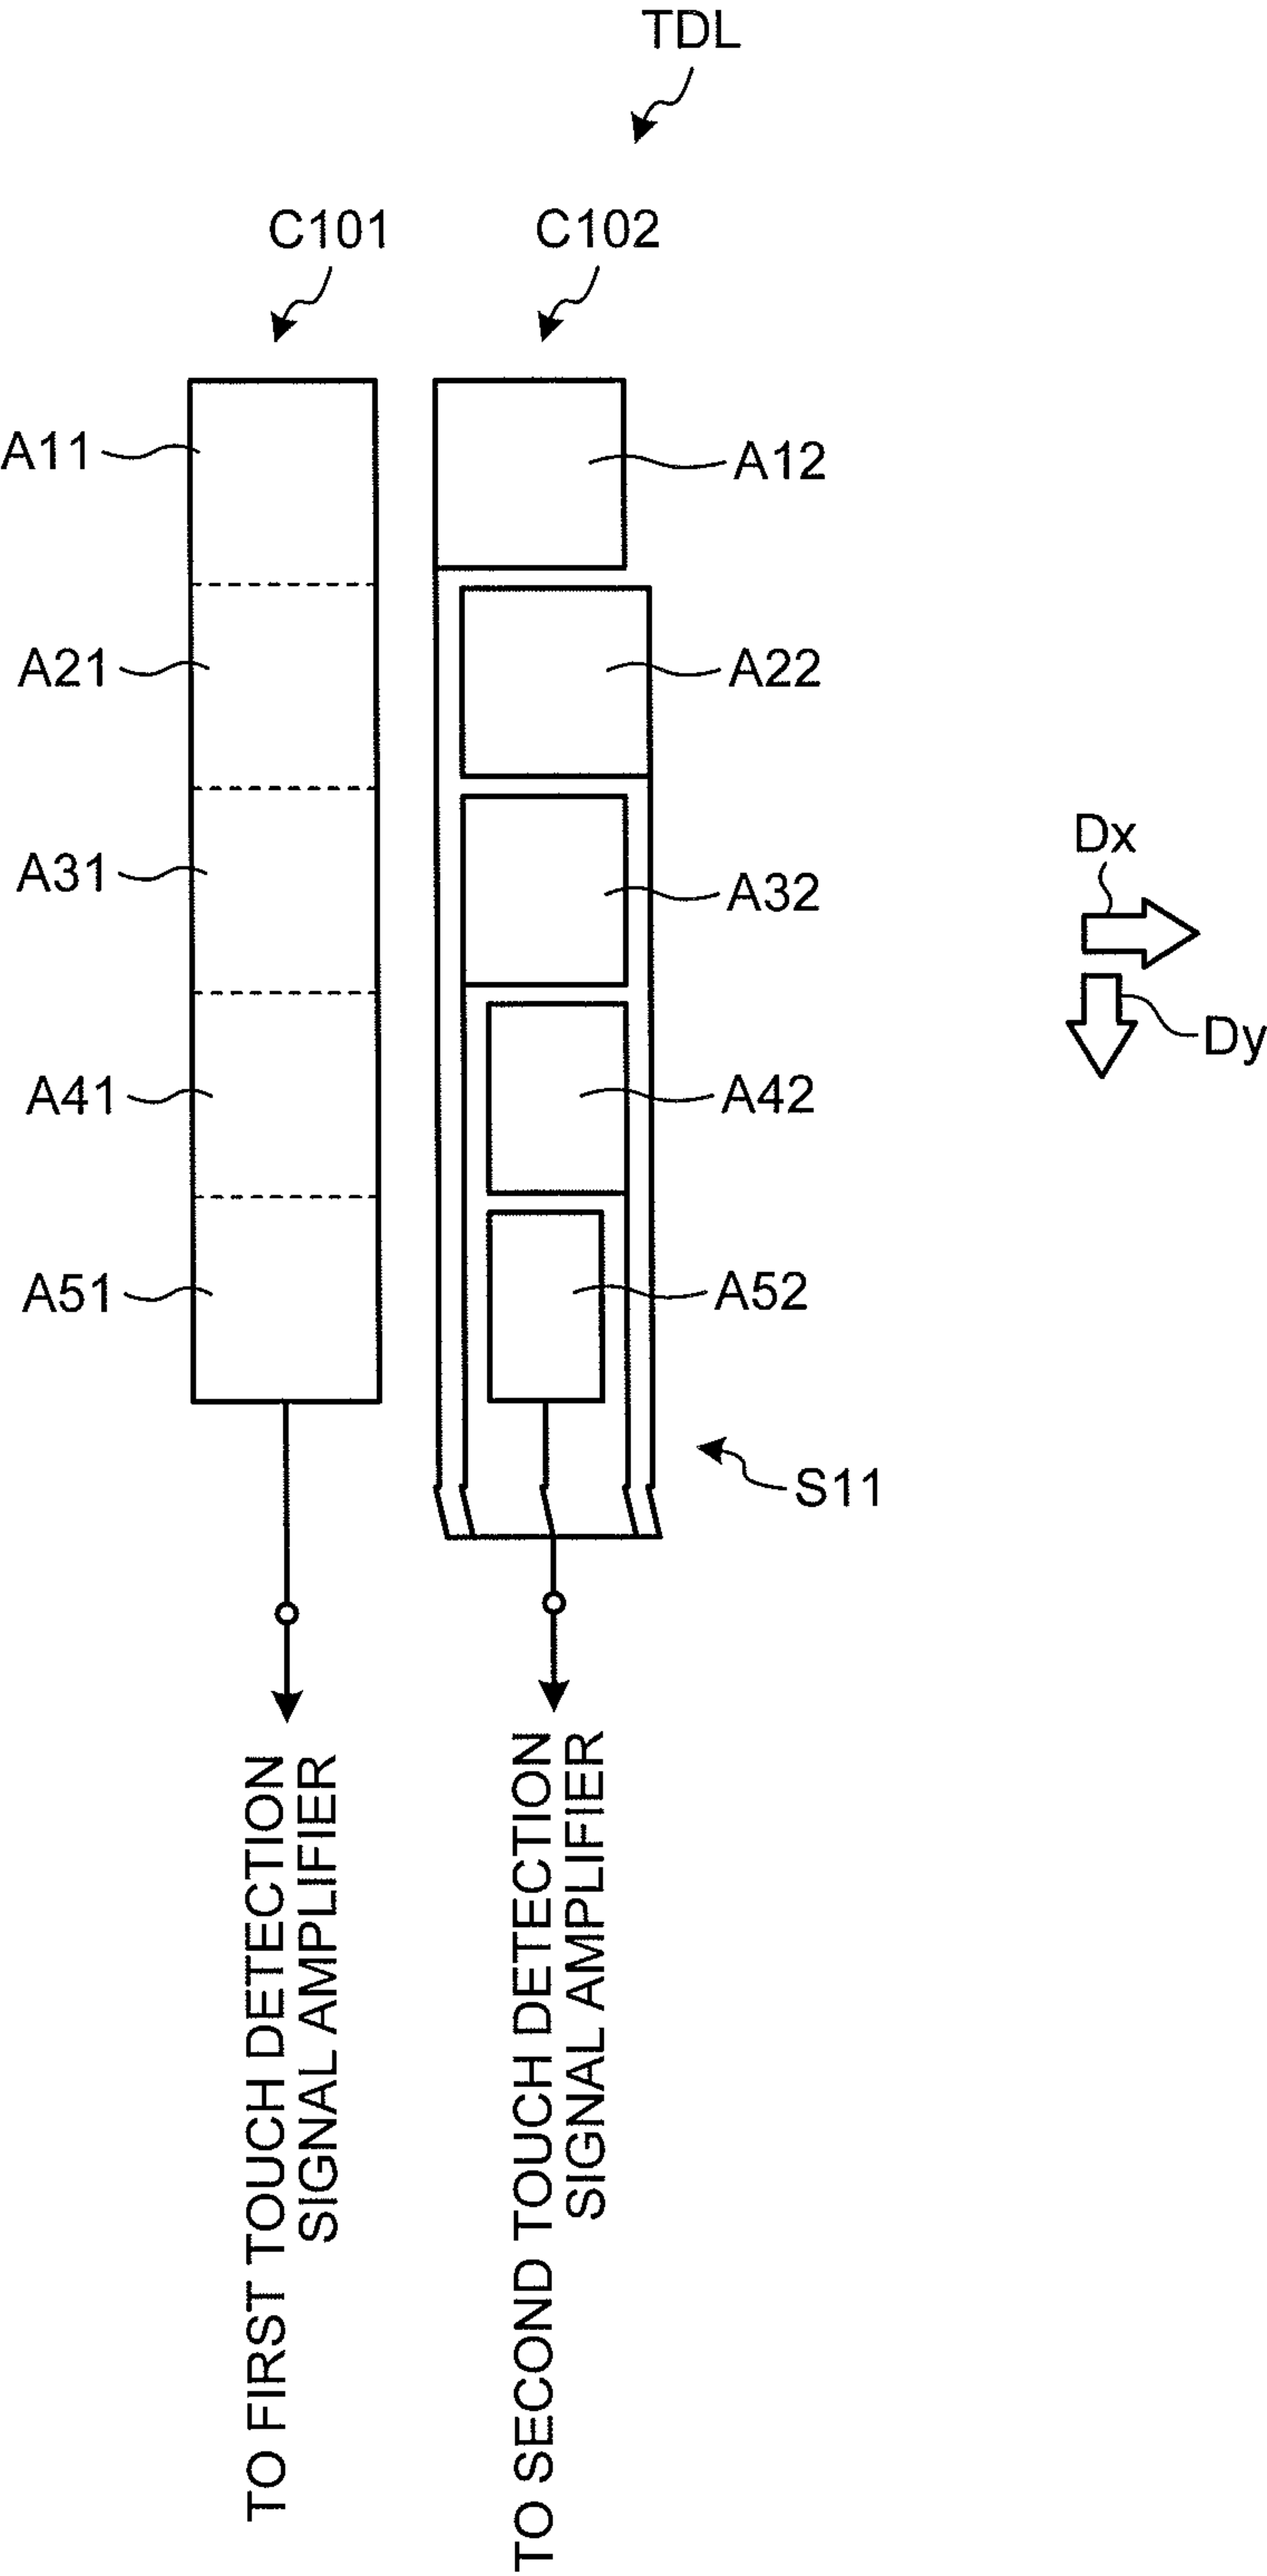 TDL
C101 C102
A11
A12
A21
A22
A31
A32
A41
A42
A51
A52
Dx
Dy
S11
TO FIRST TOUCH DETECTION
SIGNAL AMPLIFIER
TO SECOND TOUCH DETECTION
SIGNAL AMPLIFIER